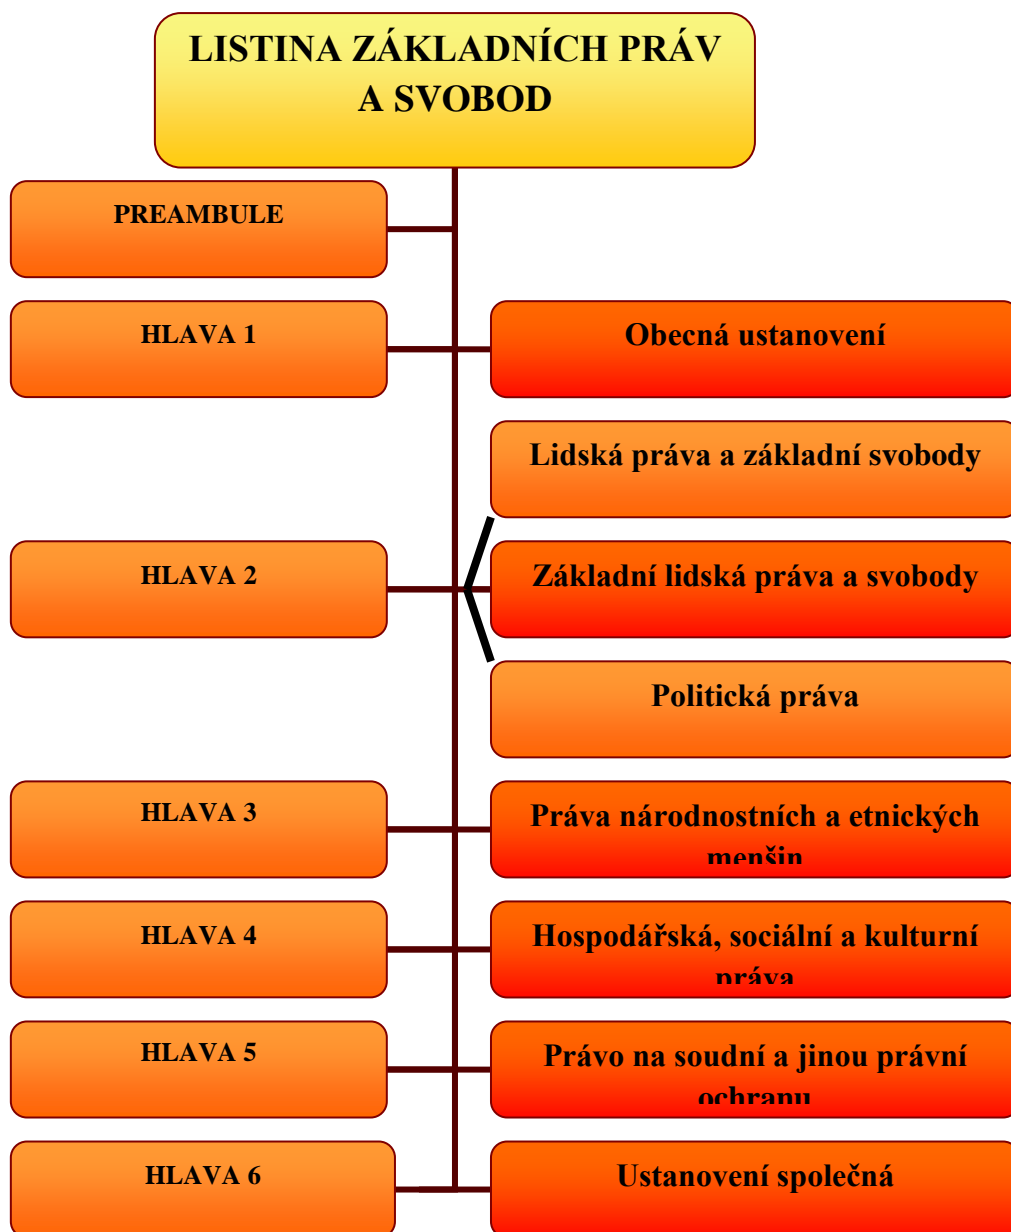 LISTINA ZÁKLADNÍCH PRÁV
A SVOBOD
PREAMBULE
HLAVA 1
Obecná ustanovení
Lidská práva a základní svobody
HLAVA 2
Základní lidská práva a svobody
Politická práva
HLAVA 3
Práva národnostních a etnických
menšin
HLAVA 4
Hospodářská, sociální a kulturní
práva
HLAVA 5
Právo na soudní a jinou právní
ochranu
HLAVA 6
Ustanovení společná